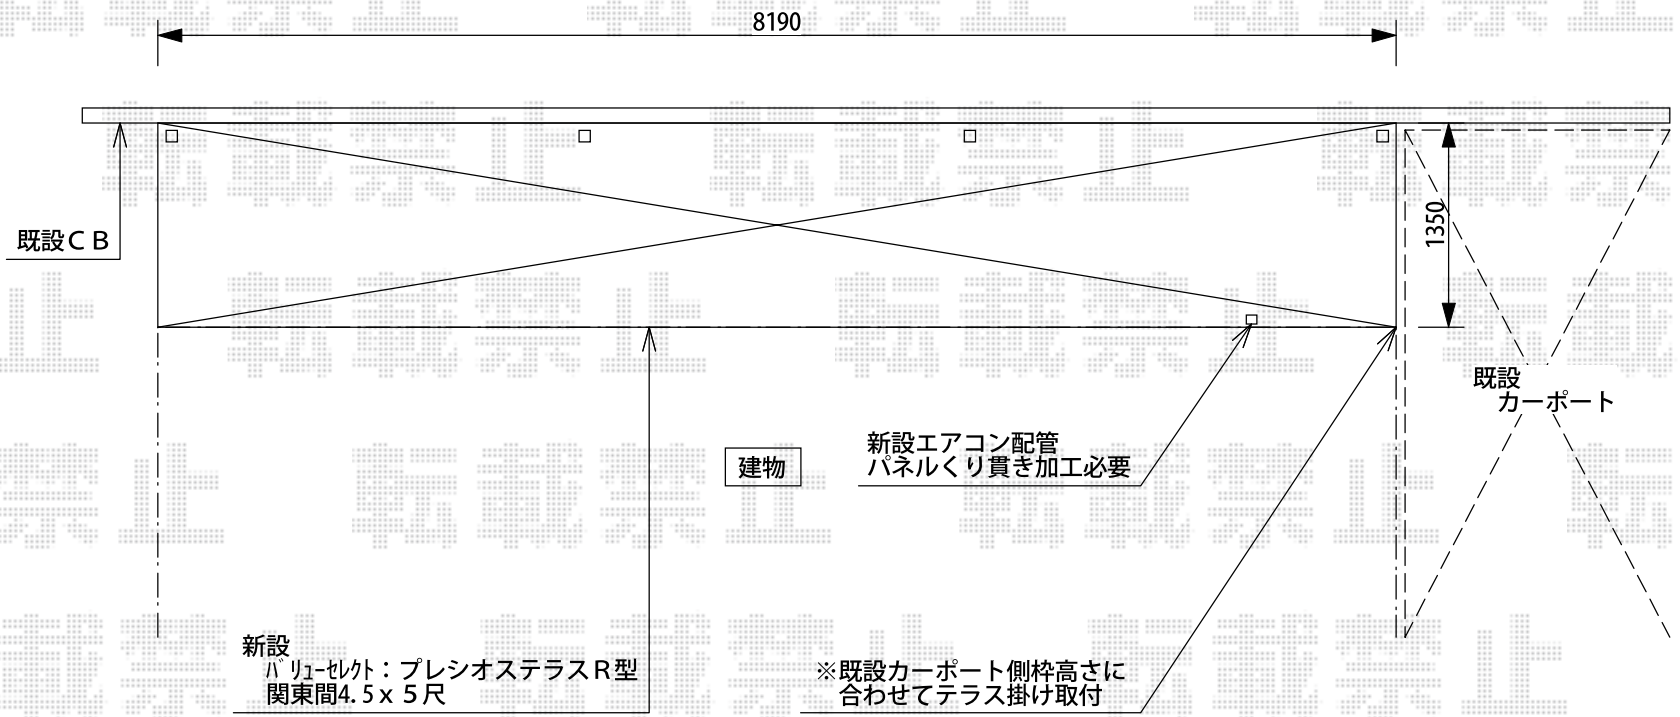 8190
既設ＣＢ
1350
既設
カーポート
新設エアコン配管
パネルくり貫き加工必要
建物
新設
ﾊﾞﾘｭｰｾﾚｸﾄ：プレシオステラスＲ型
関東間4.5ｘ５尺
※既設カーポート側枠高さに
合わせてテラス掛け取付
転載禁止